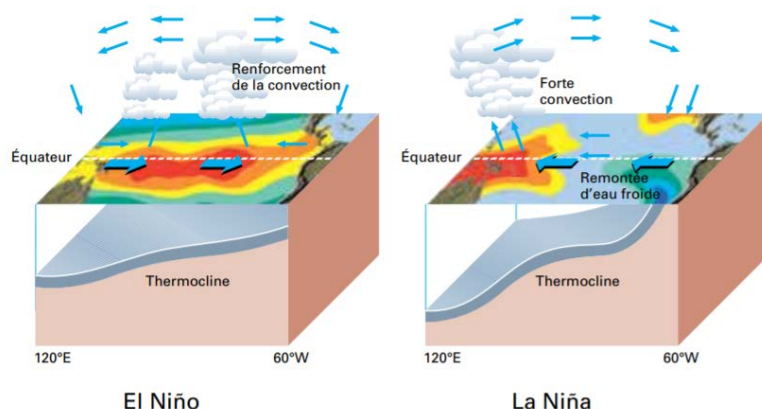 Renforcement
de la convection
Équateur
Thermocline
120°E
60°W
El Niño
Forte
convection
Équateur
Remontée
d'eau froide
Thermocline
120°E
60°W
La Niña